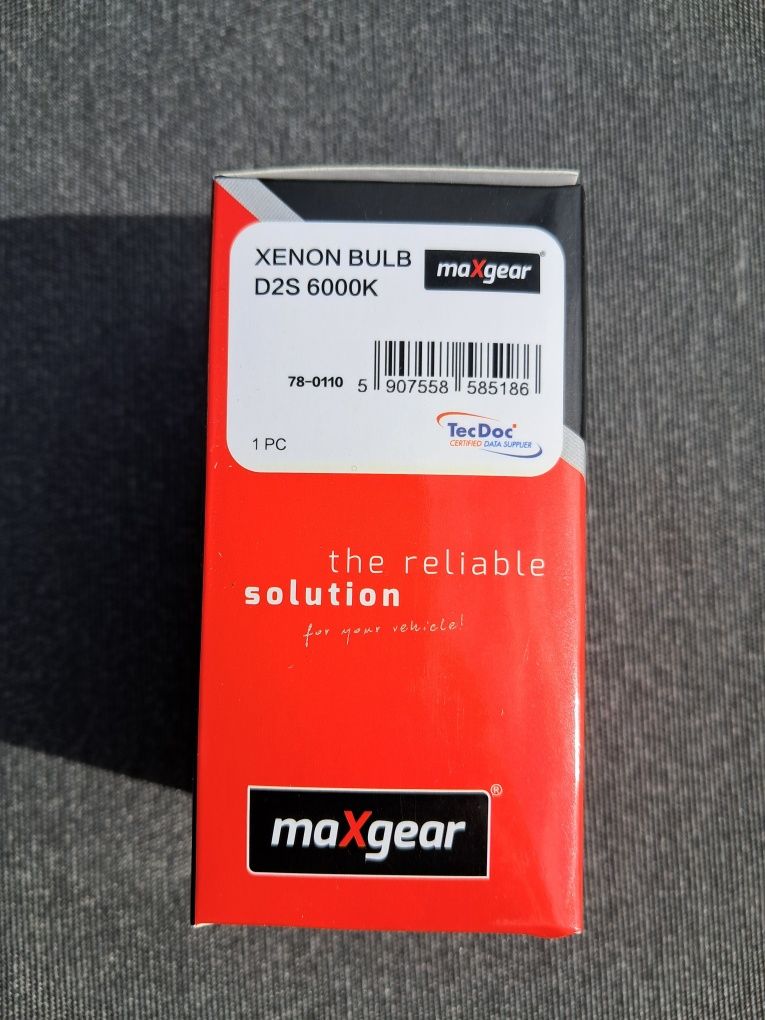 XENON BULB
D2S 6000K
maXgear®
78-0110
5 907558 585186
1 PC
TecDoc
CERTIFIED DATA SUPPLIER
the reliable
solution
for your vehicle!
maXgear®